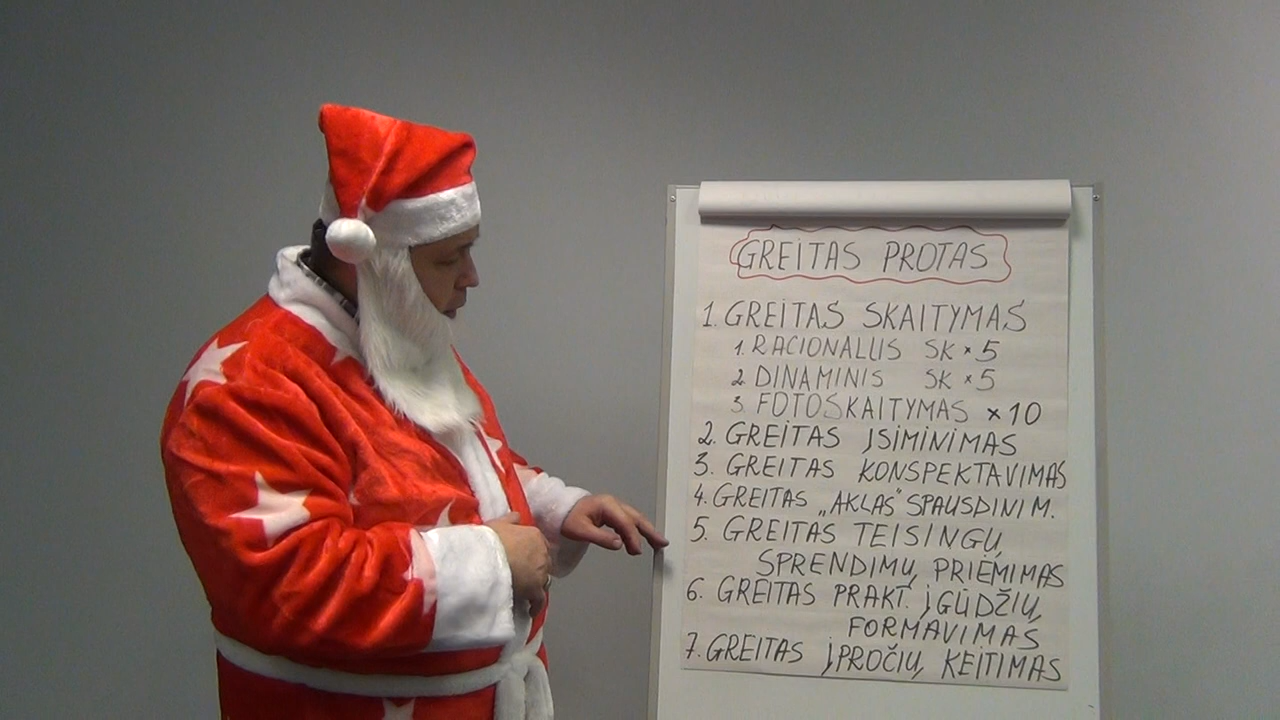 GREITAS PROTAS
1. GREITAS SKAITYMAS
1. RACIONALUS SK × 5
2. DINAMINIS SK × 5
3. FOTOSKAITYMAS × 10
2. GREITAS ĮSIMINIMAS
3. GREITAS KONSPEKTAVIMAS
4. GREITAS „AKLAS“ SPAUSDINIM.
5. GREITAS TEISINGŲ
SPRENDIMŲ PRIĖMIMAS
6. GREITAS PRAKT. ĮGŪDŽIŲ
FORMAVIMAS
7. GREITAS ĮPROČIŲ KEITIMAS